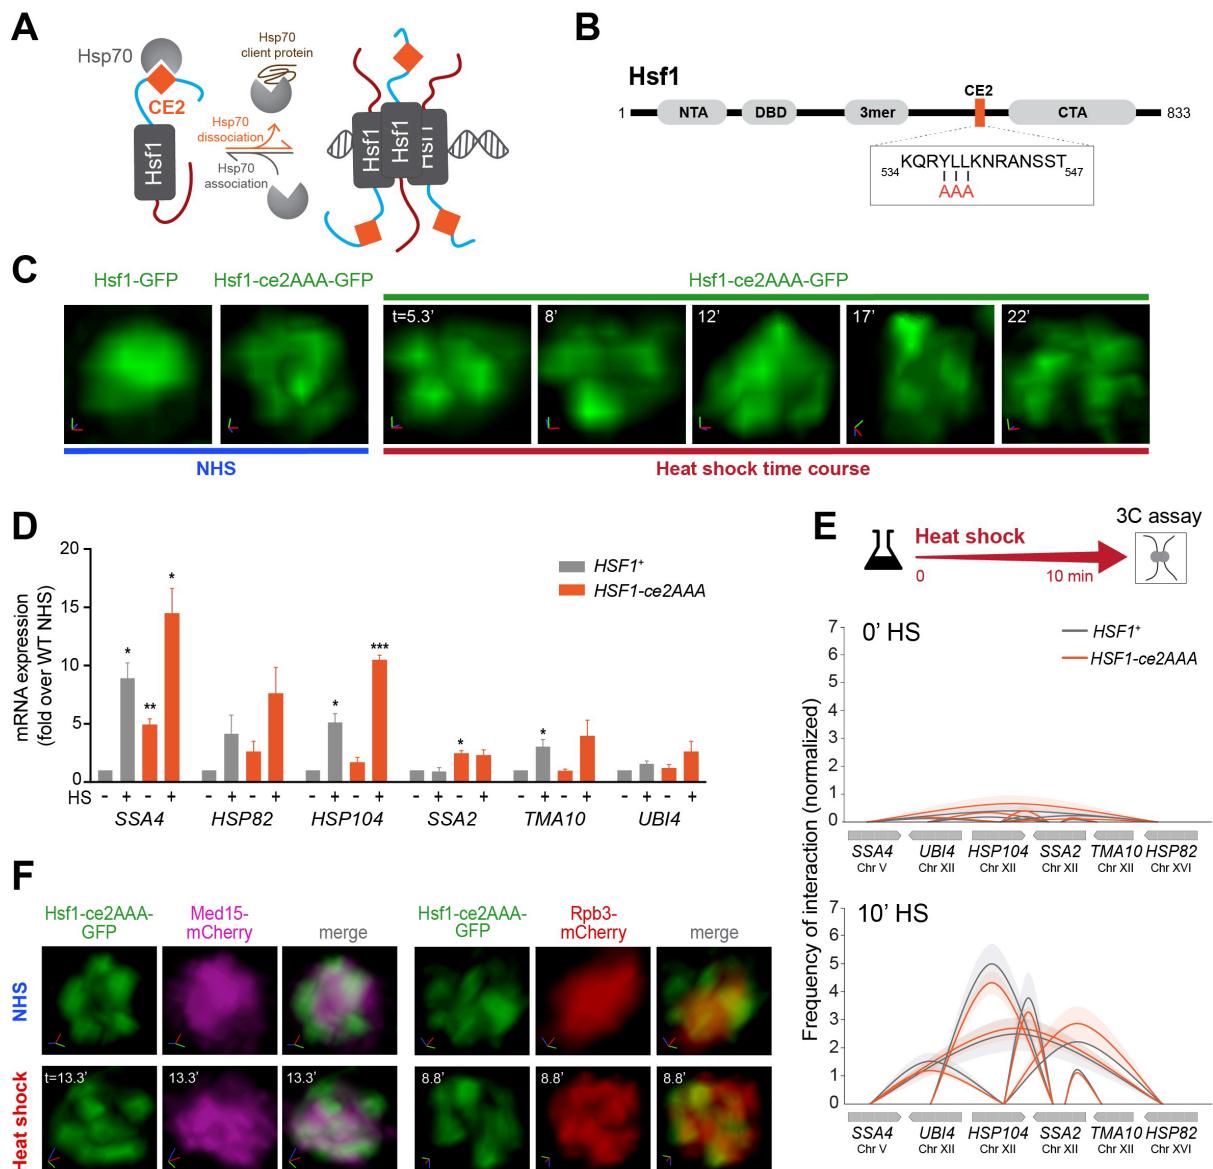 A
Hsp70
CE2
Hsp70
client protein
Hsp70
dissociation
Hsp70
association
Hsf1
Hsf1
Hsf1
Hsf1
B
Hsf1
CE2
1
NTA
DBD
3mer
CTA
833
534 KQRYLLKNRANSST 547
AAA
C
Hsf1-GFP
Hsf1-ce2AAA-GFP
Hsf1-ce2AAA-GFP
t=5.3'
8'
12'
17'
22'
NHS
Heat shock time course
D
mRNA expression
(fold over WT NHS)
20
15
10
5
0
HSF1+
HSF1-ce2AAA
*
**
*
*
***
*
*
HS - + - + - + - + - + - + - + - + - + - + - + - +
SSA4 HSP82 HSP104 SSA2 TMA10 UBI4
E
Heat shock
0
10 min
3C assay
Frequency of interaction (normalized)
0' HS
HSF1+
HSF1-ce2AAA
7
6
5
4
3
2
1
0
SSA4 UBI4 HSP104 SSA2 TMA10 HSP82
Chr V Chr XII Chr XII Chr XII Chr XII Chr XVI
10' HS
7
6
5
4
3
2
1
0
SSA4 UBI4 HSP104 SSA2 TMA10 HSP82
Chr V Chr XII Chr XII Chr XII Chr XII Chr XVI
F
Hsf1-ce2AAA-
GFP
Med15-
mCherry
merge
Hsf1-ce2AAA-
GFP
Rpb3-
mCherry
merge
NHS
Heat shock
t=13.3'
13.3'
13.3'
8.8'
8.8'
8.8'